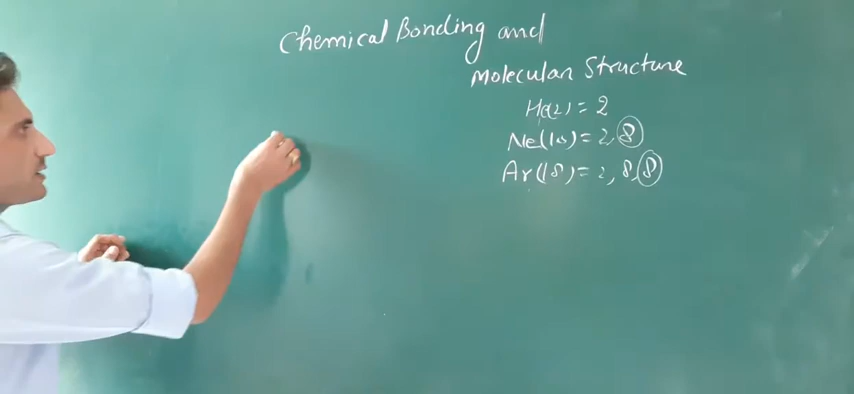 Chemical Bonding and
Molecular Structure
He(2) = 2
Ne(10) = 2, 8
Ar(18) = 2, 8, 8